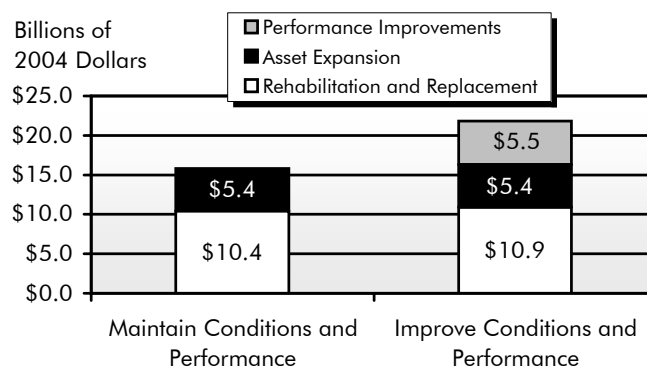 Billions of
2004 Dollars
Performance Improvements
Asset Expansion
Rehabilitation and Replacement
$25.0
$20.0
$15.0
$10.0
$5.0
$0.0
$5.4
$10.4
$5.5
$5.4
$10.9
Maintain Conditions and
Performance
Improve Conditions and
Performance